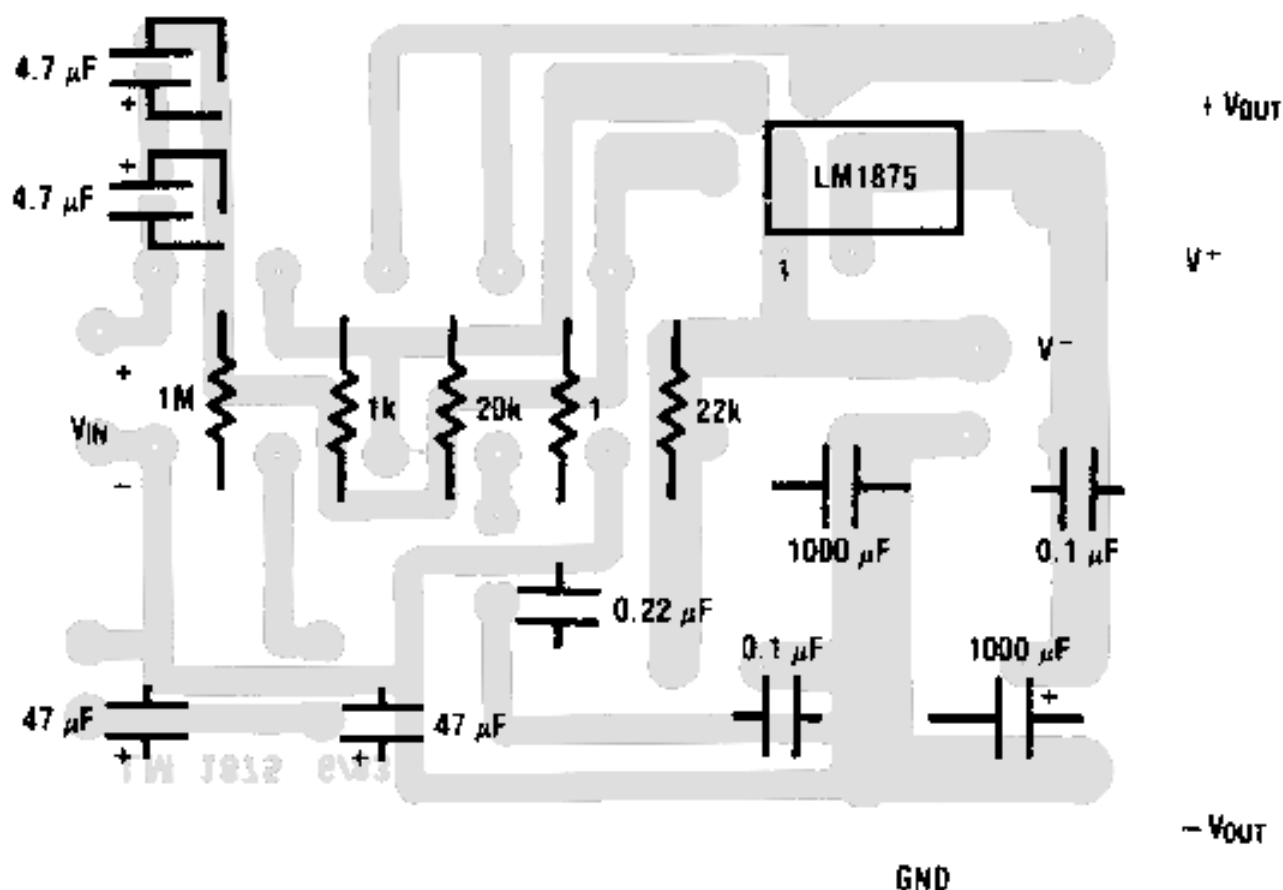 4.7 μF
+
+ VOUT
+
4.7 μF
LM1875
V+
1
V−
+
1M
1k
20k
1
22k
VIN
−
1000 μF
0.1 μF
0.22 μF
0.1 μF
1000 μF
+
47 μF
+
47 μF
+
− VOUT
GND